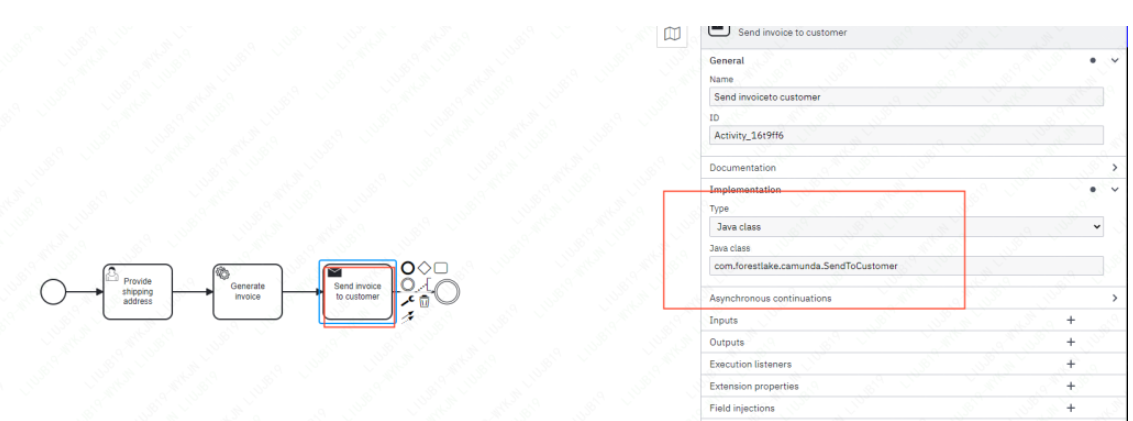 Send invoice to customer
General
Name
Send invoiceto customer
ID
Activity_16t9ff6
Documentation
Implementation
Type
Java class
Java class
com.forestlake.camunda.SendToCustomer
Asynchronous continuations
Inputs
Outputs
Execution listeners
Extension properties
Field injections
Provide
shipping
address
Generate
invoice
Send invoice
to customer